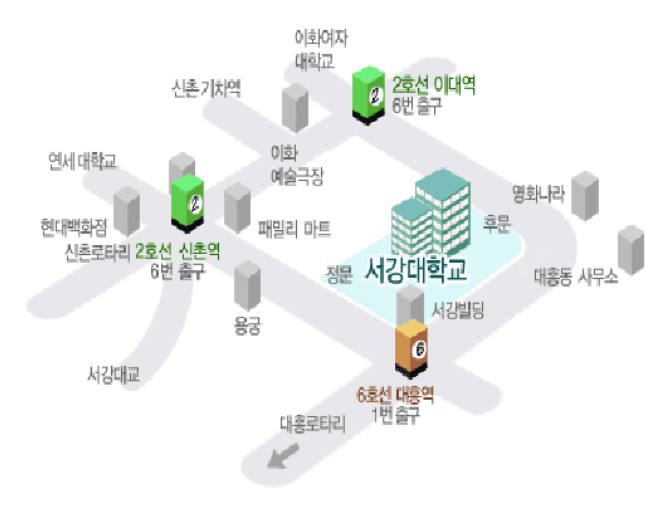 이화여자
대학교
신촌기차역
2호선 이대역
6번 출구
2
이화
예술극장
연세대학교
영화나라
2
현대백화점
패밀리 마트
후문
신촌로타리
2호선 신촌역
6번 출구
정문
서강대학교
대흥동 사무소
용궁
서강빌딩
6
서강대교
6호선 대흥역
1번 출구
대흥로타리